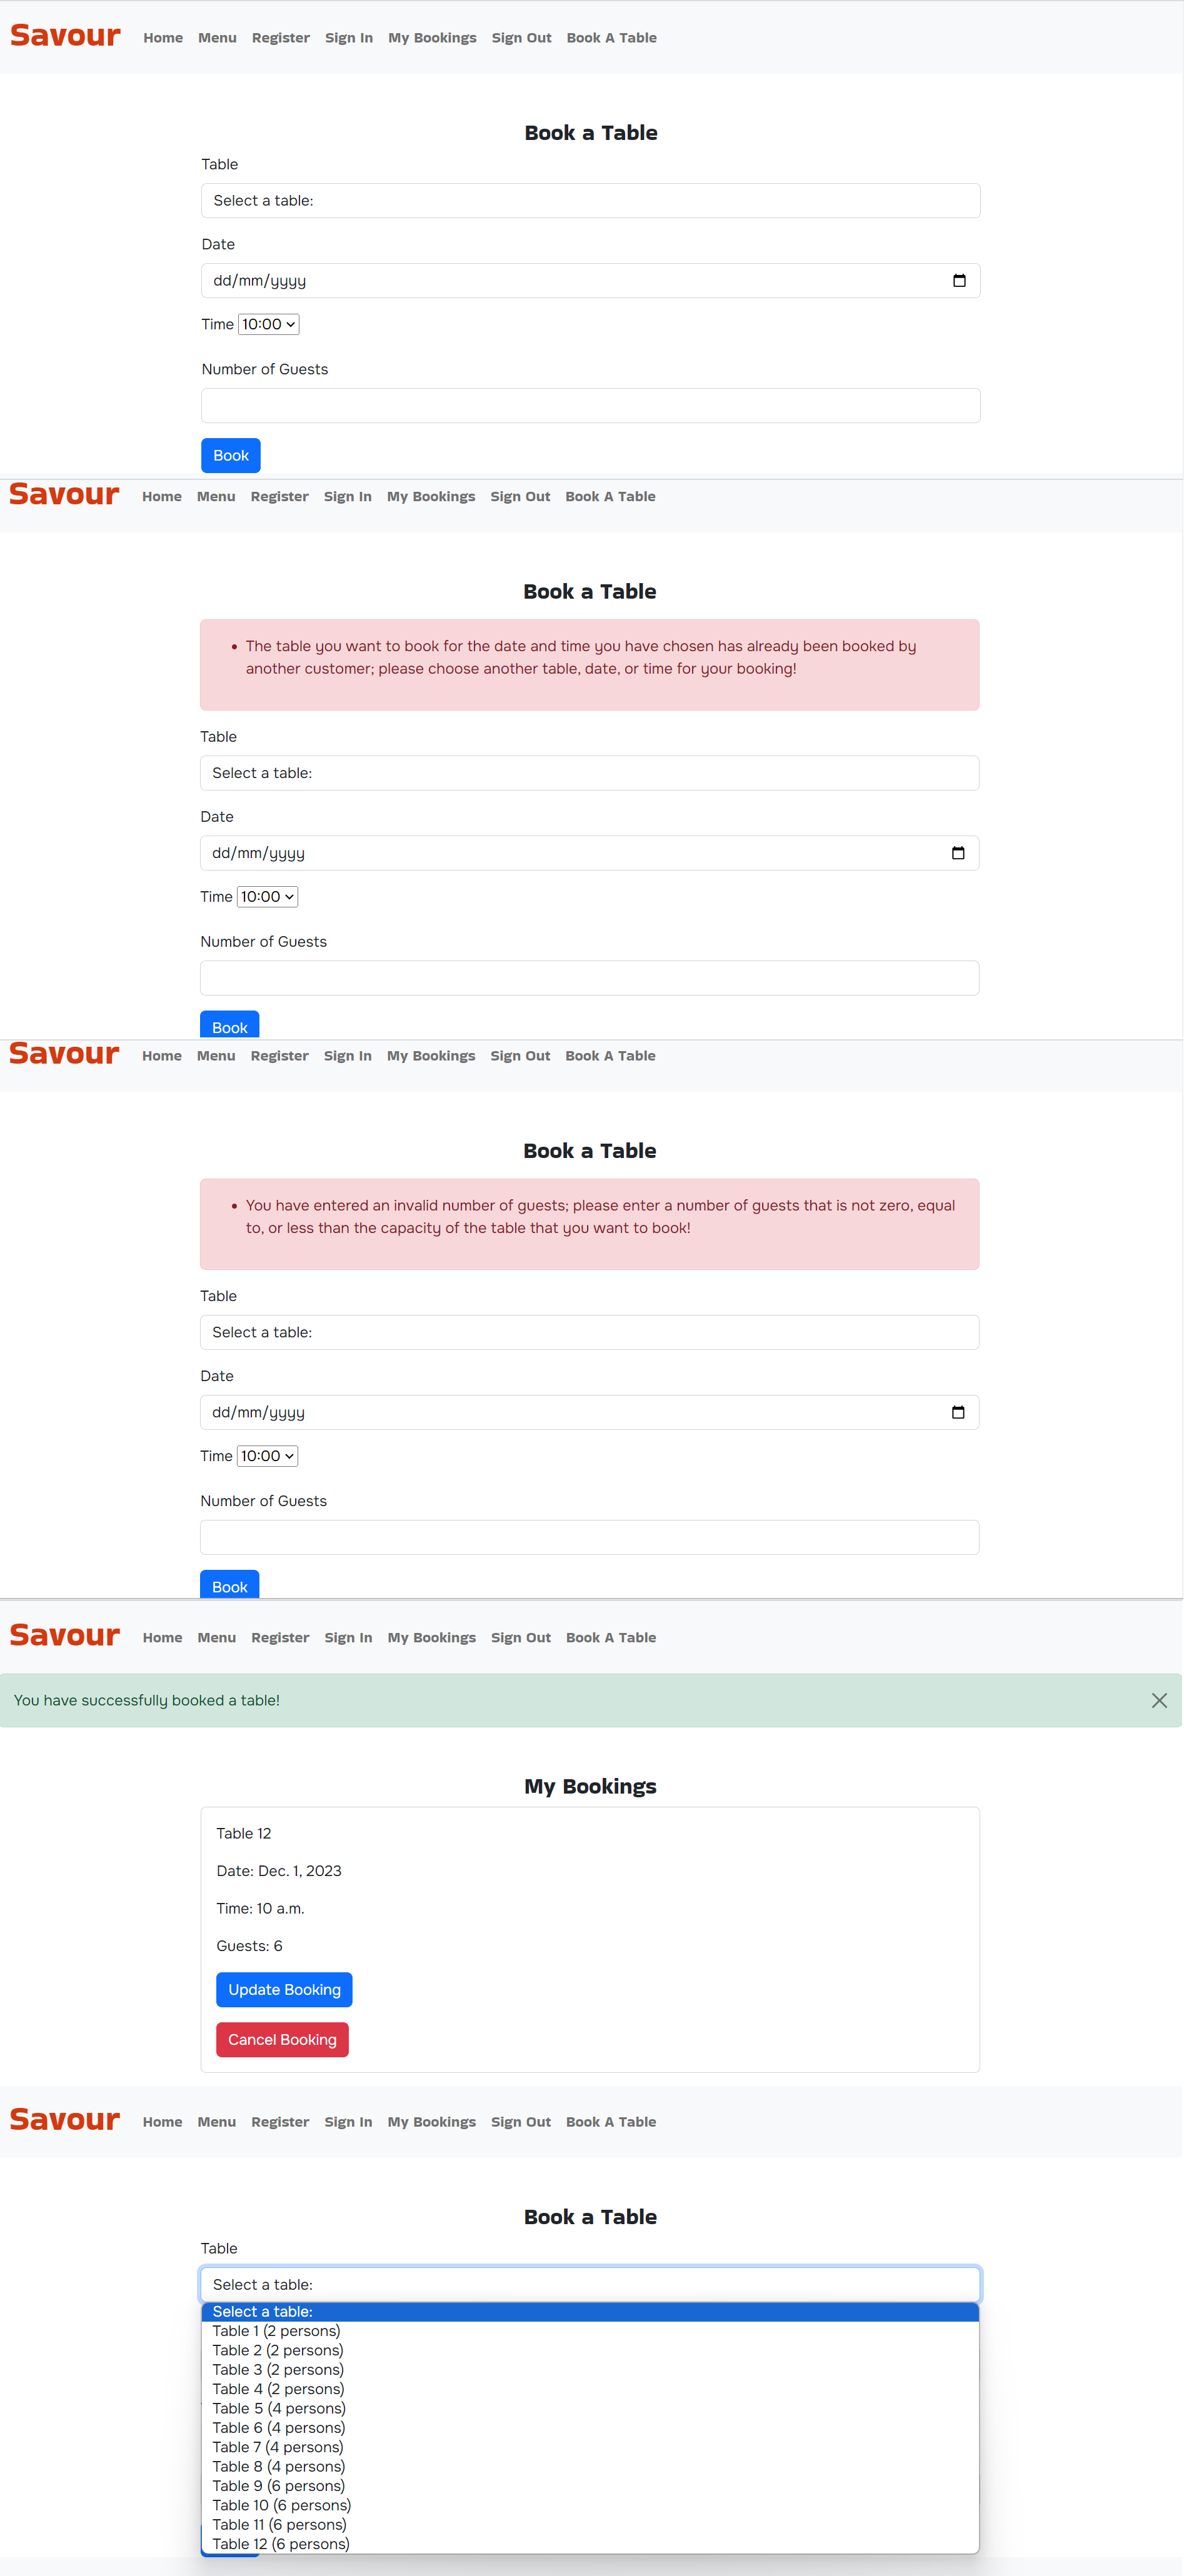 Savour Home Menu Register Sign In My Bookings Sign Out Book A Table
Book a Table
Table
Select a table:
Date
dd/mm/yyyy
Time 10:00
Number of Guests
Book
Savour Home Menu Register Sign In My Bookings Sign Out Book A Table
Book a Table
• The table you want to book for the date and time you have chosen has already been booked by
another customer; please choose another table, date, or time for your booking!
Table
Select a table:
Date
dd/mm/yyyy
Time 10:00
Number of Guests
Book
Savour Home Menu Register Sign In My Bookings Sign Out Book A Table
Book a Table
• You have entered an invalid number of guests; please enter a number of guests that is not zero, equal
to, or less than the capacity of the table that you want to book!
Table
Select a table:
Date
dd/mm/yyyy
Time 10:00
Number of Guests
Book
Savour Home Menu Register Sign In My Bookings Sign Out Book A Table
You have successfully booked a table!
My Bookings
Table 12
Date: Dec. 1, 2023
Time: 10 a.m.
Guests: 6
Update Booking
Cancel Booking
Savour Home Menu Register Sign In My Bookings Sign Out Book A Table
Book a Table
Table
Select a table:
Select a table:
Table 1 (2 persons)
Table 2 (2 persons)
Table 3 (2 persons)
Table 4 (2 persons)
Table 5 (4 persons)
Table 6 (4 persons)
Table 7 (4 persons)
Table 8 (4 persons)
Table 9 (6 persons)
Table 10 (6 persons)
Table 11 (6 persons)
Table 12 (6 persons)